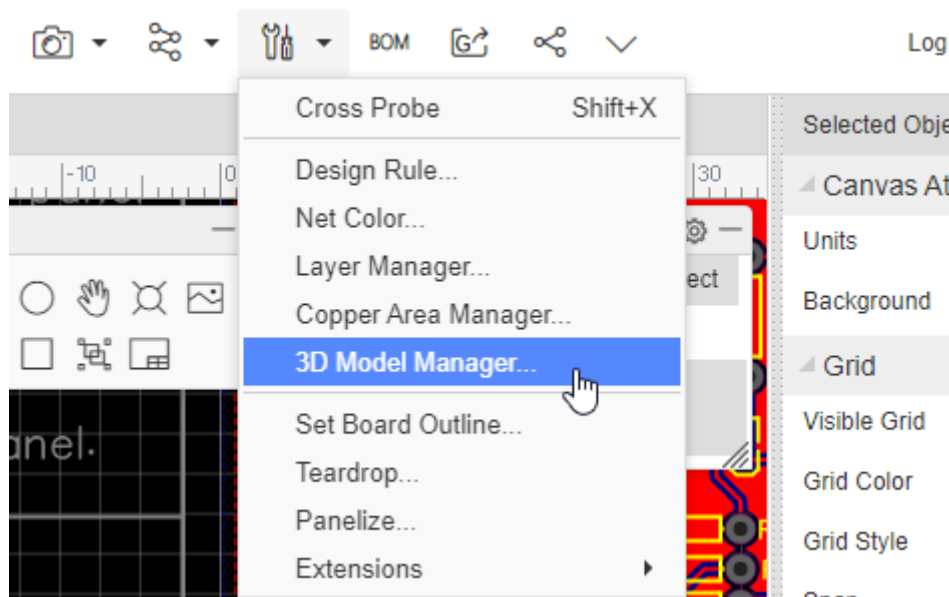 BOM
Log
Cross Probe Shift+X
Selected Obje
-10
0
30
Design Rule...
Canvas At
Net Color...
Units
Layer Manager...
ect
Background
Copper Area Manager...
3D Model Manager...
Grid
Set Board Outline...
Visible Grid
anel.
Teardrop...
Grid Color
Panelize...
Grid Style
Extensions